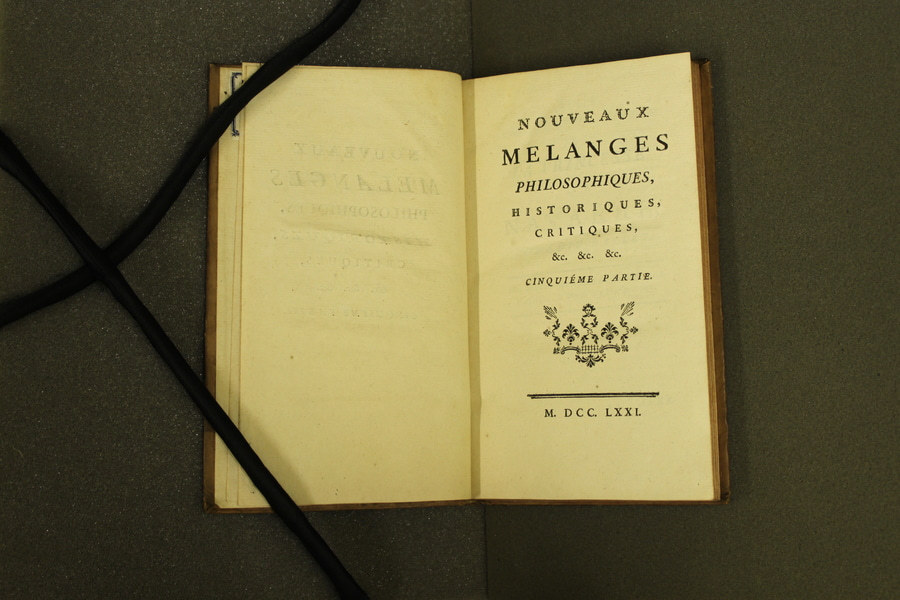 NOUVEAUX
MELANGES
PHILOSOPHIQUES,
HISTORIQUES,
CRITIQUES,
&c. &c. &c.
CINQUIÉME PARTIE.
M. DCC. LXXI.